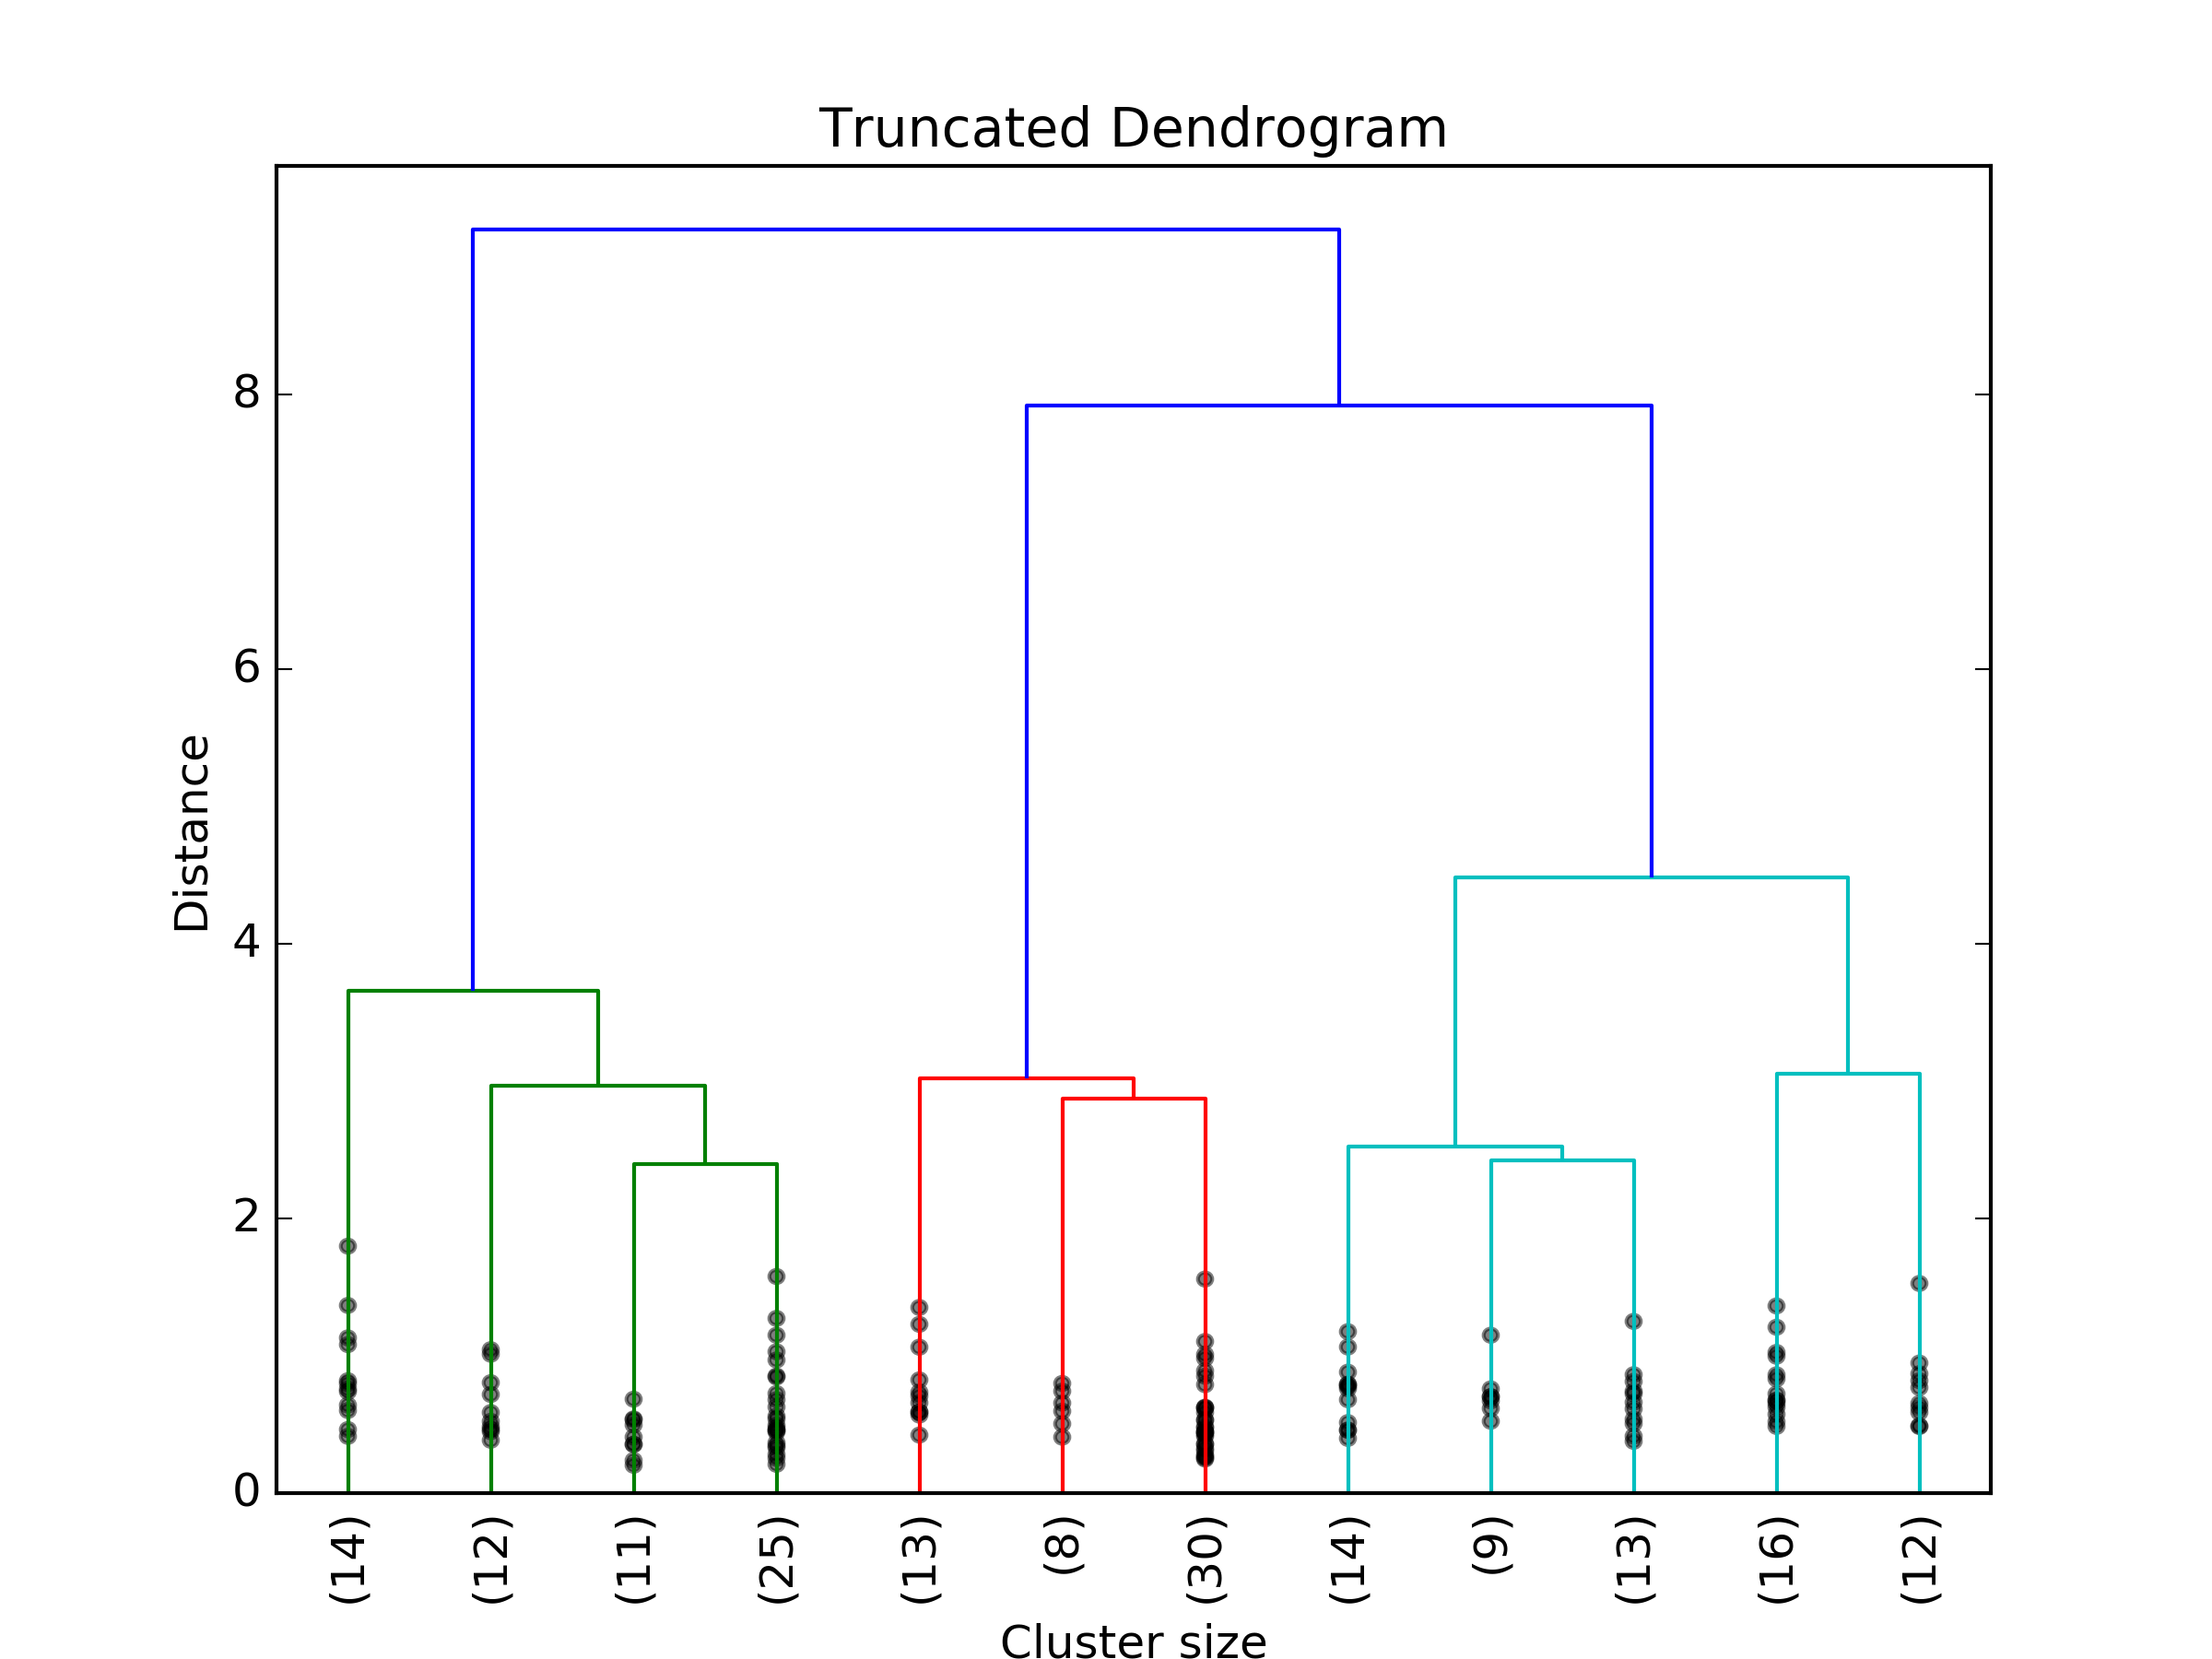 Truncated Dendrogram
Distance
8
6
4
2
0
(14) (12) (11) (25) (13) (8) (30) (14) (9) (13) (16) (12)
Cluster size